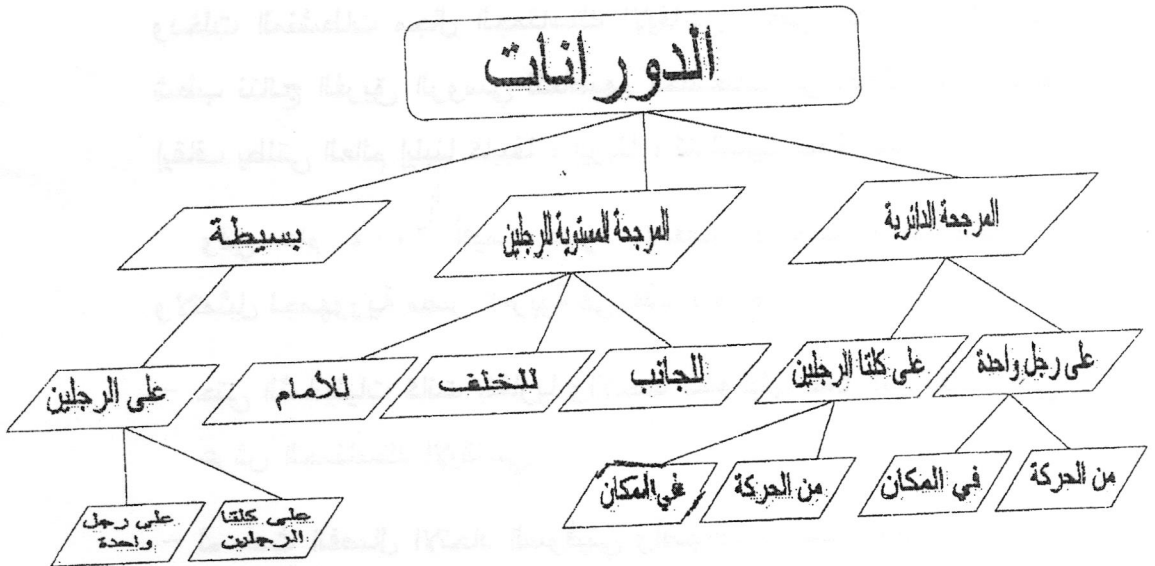 الدورانات
المرجحة الدائرية
المرجحة المستوية الرجلين
بسيطة
على رجل واحدة
على كلتا الرجلين
للجانب
للخلف
للأمام
على الرجلين
من الحركة
في المكان
من الحركة
في المكان
على كلتا
الرجلين
على رجل
واحدة